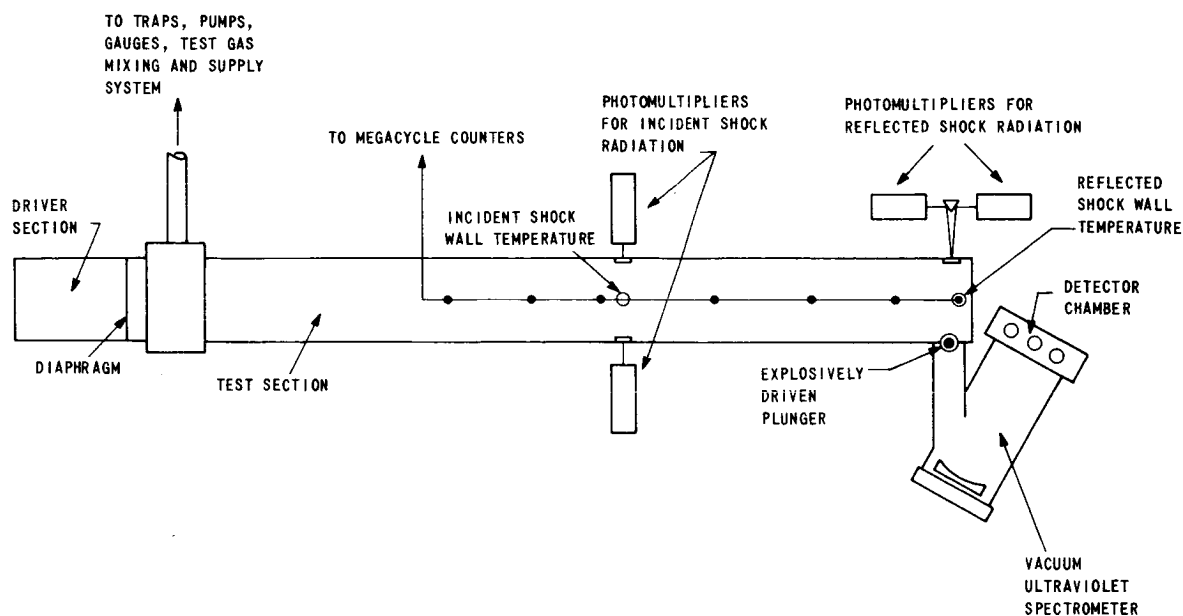 TO TRAPS, PUMPS,
GAUGES, TEST GAS
MIXING AND SUPPLY
SYSTEM
PHOTOMULTIPLIERS
FOR INCIDENT SHOCK
RADIATION
PHOTOMULTIPLIERS FOR
REFLECTED SHOCK RADIATION
TO MEGACYCLE COUNTERS
DRIVER
SECTION
INCIDENT SHOCK
WALL TEMPERATURE
REFLECTED
SHOCK WALL
TEMPERATURE
DETECTOR
CHAMBER
DIAPHRAGM
TEST SECTION
EXPLOSIVELY
DRIVEN
PLUNGER
VACUUM
ULTRAVIOLET
SPECTROMETER